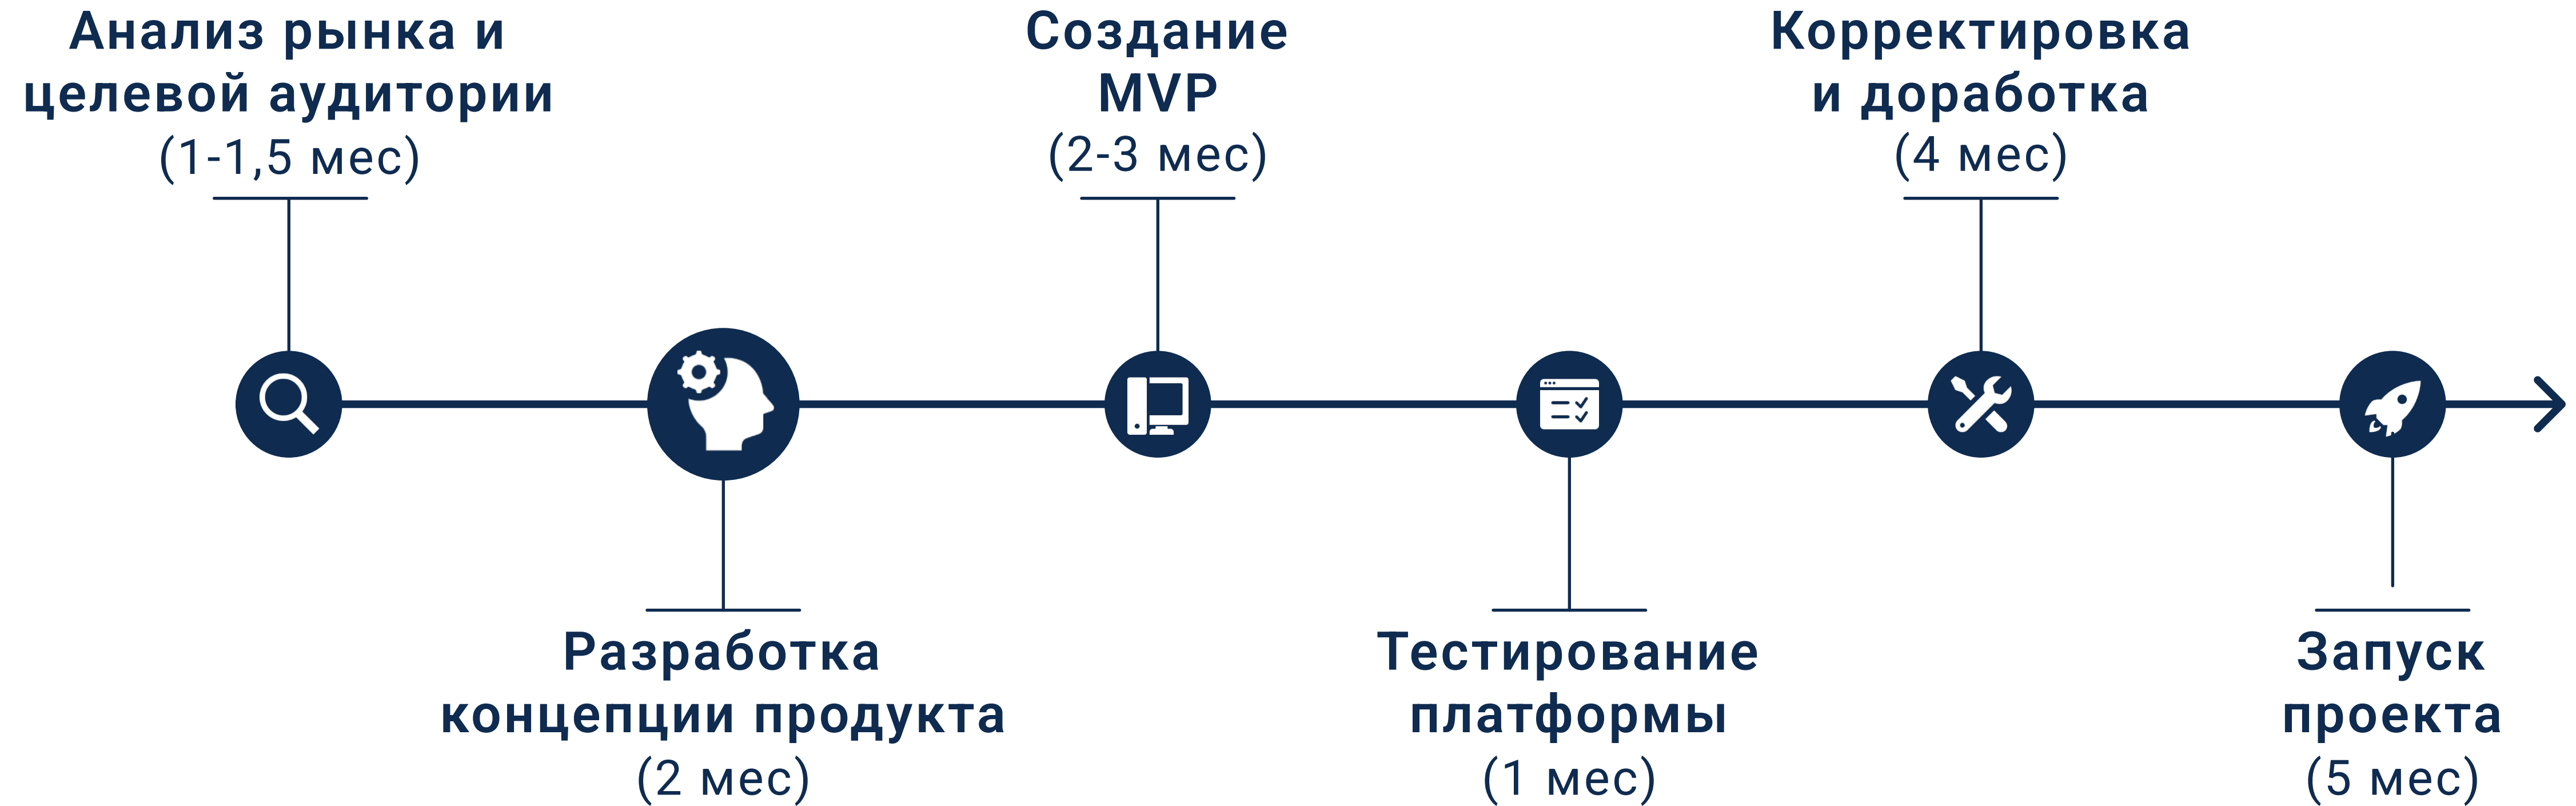 Анализ рынка и
целевой аудитории
(1-1,5 мес)
Разработка
концепции продукта
(2 мес)
Создание
MVP
(2-3 мес)
Тестирование
платформы
(1 мес)
Корректировка
и доработка
(4 мес)
Запуск
проекта
(5 мес)